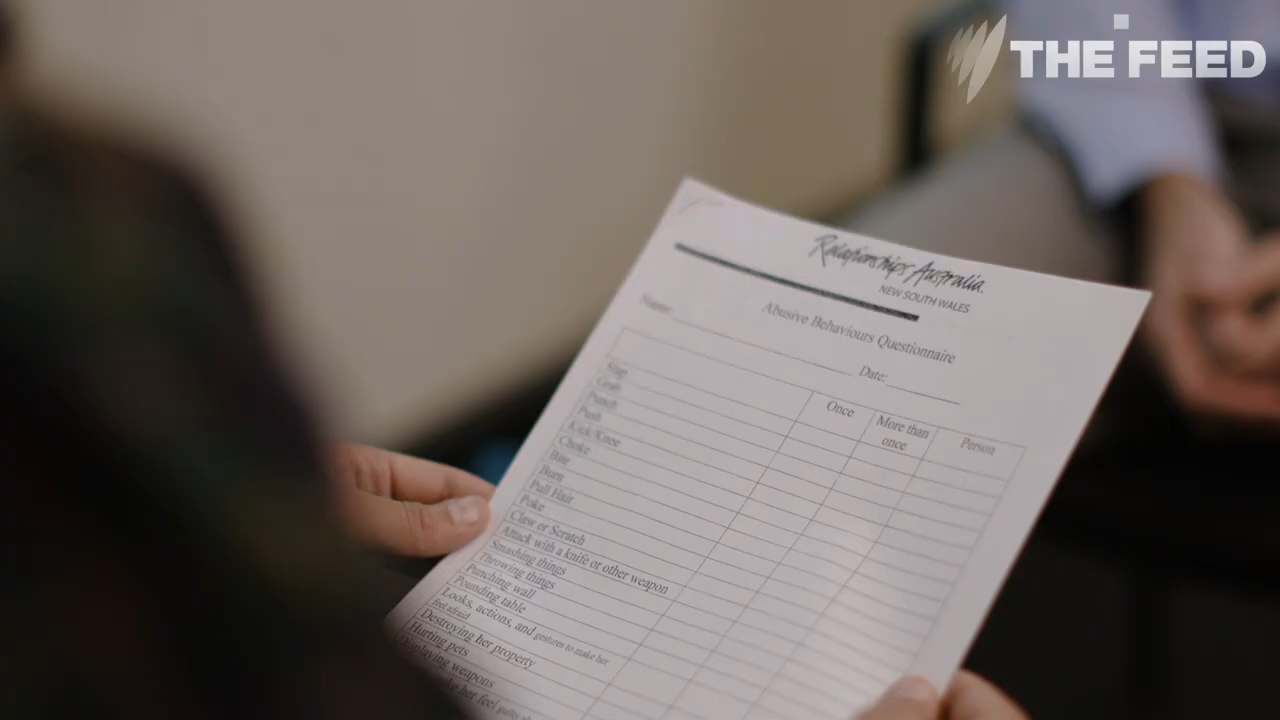 THE FEED
Relationships Australia.
NEW SOUTH WALES
Abusive Behaviours Questionnaire
Name: Date:
Once More than once Person
Slap
Grab
Punch
Push
Kick/Knee
Choke
Bite
Burn
Pull Hair
Poke
Claw or Scratch
Attack with a knife or other weapon
Smashing things
Throwing things
Punching wall
Pounding table
Looks, actions, and gestures to make her
feel afraid
Destroying her property
Hurting pets
Displaying weapons
her feel guilty